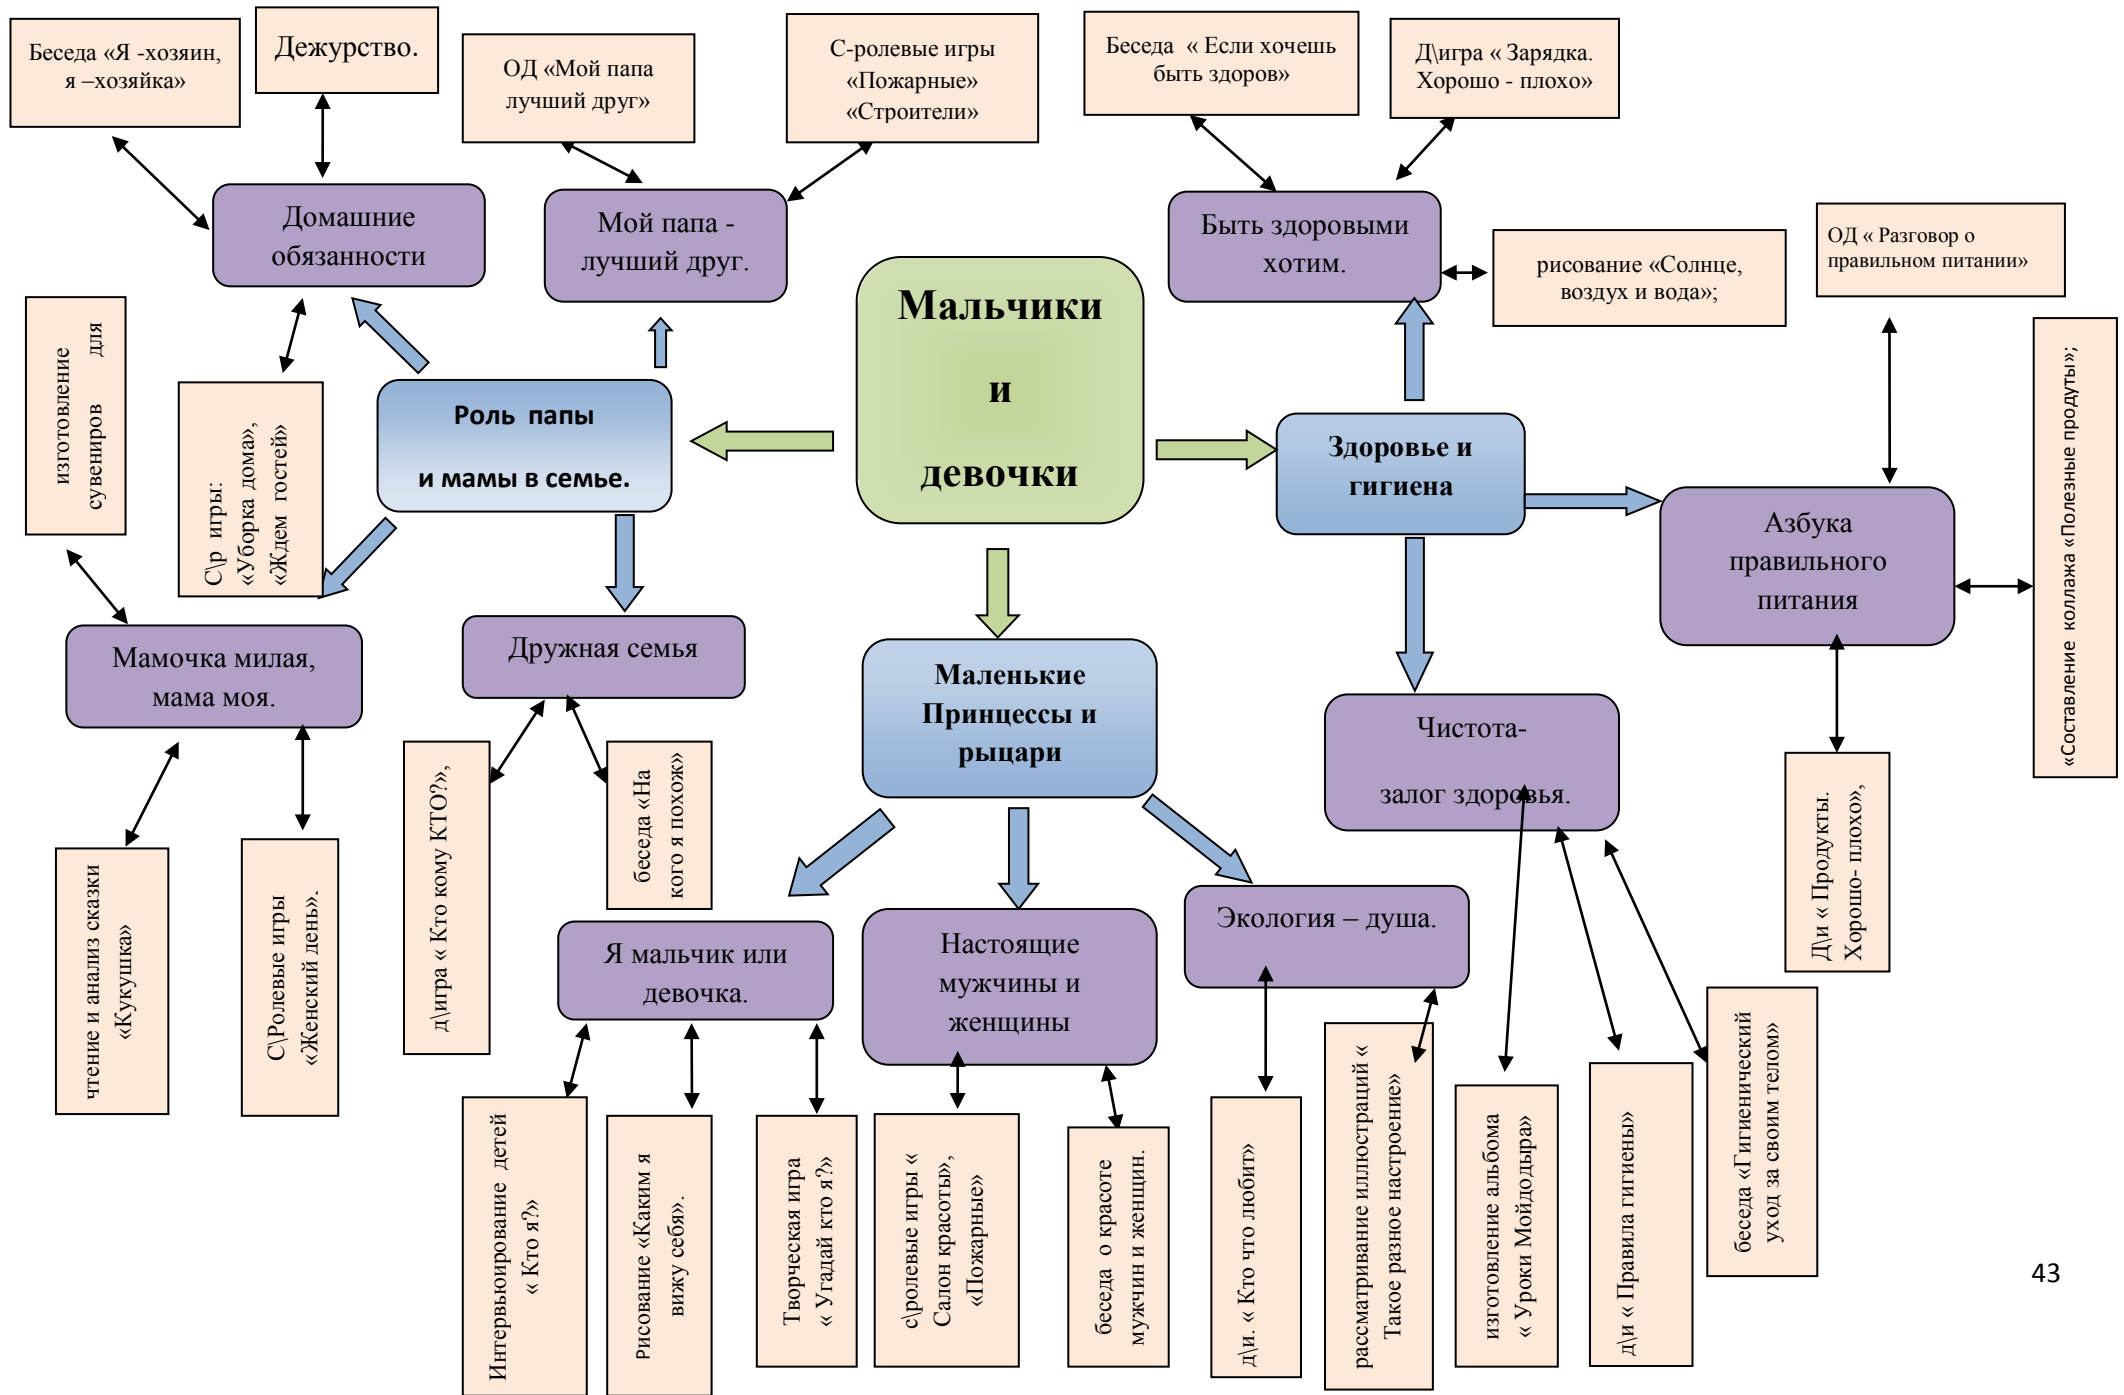 Беседа «Я -хозяин,
я –хозяйка»
Дежурство.
ОД «Мой папа
лучший друг»
С-ролевые игры
«Пожарные»
«Строители»
Беседа « Если хочешь
быть здоров»
Д\игра « Зарядка.
Хорошо - плохо»
Домашние
обязанности
Мой папа -
лучший друг.
Быть здоровыми
хотим.
рисование «Солнце,
воздух и вода»;
ОД « Разговор о
правильном питании»
изготовление
сувениров для
С\р игры:
«Уборка дома»,
«Ждем гостей»
Роль папы
и мамы в семье.
Мальчики
и
девочки
Здоровье и
гигиена
Азбука
правильного
питания
«Составление коллажа «Полезные продуты»;
Мамочка милая,
мама моя.
Дружная семья
Маленькие
Принцессы и
рыцари
Чистота-
залог здоровья.
д\игра « Кто кому КТО?»,
беседа «На
кого я похож»
Д\и « Продукты.
Хорошо- плохо»,
чтение и анализ сказки
«Кукушка»
С\Ролевые игры
«Женский день».
Я мальчик или
девочка.
Настоящие
мужчины и
женщины
Экология – душа.
Интервьюирование детей
« Кто я?»
Рисование «Каким я
вижу себя».
Творческая игра
« Угадай кто я?»
с\ролевые игры «
Салон красоты»,
«Пожарные»
беседа о красоте
мужчин и женщин.
д\и. « Кто что любит»
рассматривание иллюстраций «
Такое разное настроение»
изготовление альбома
« Уроки Мойдодыра»
д\и « Правила гигиены»
беседа «Гигиенический
уход за своим телом»
43